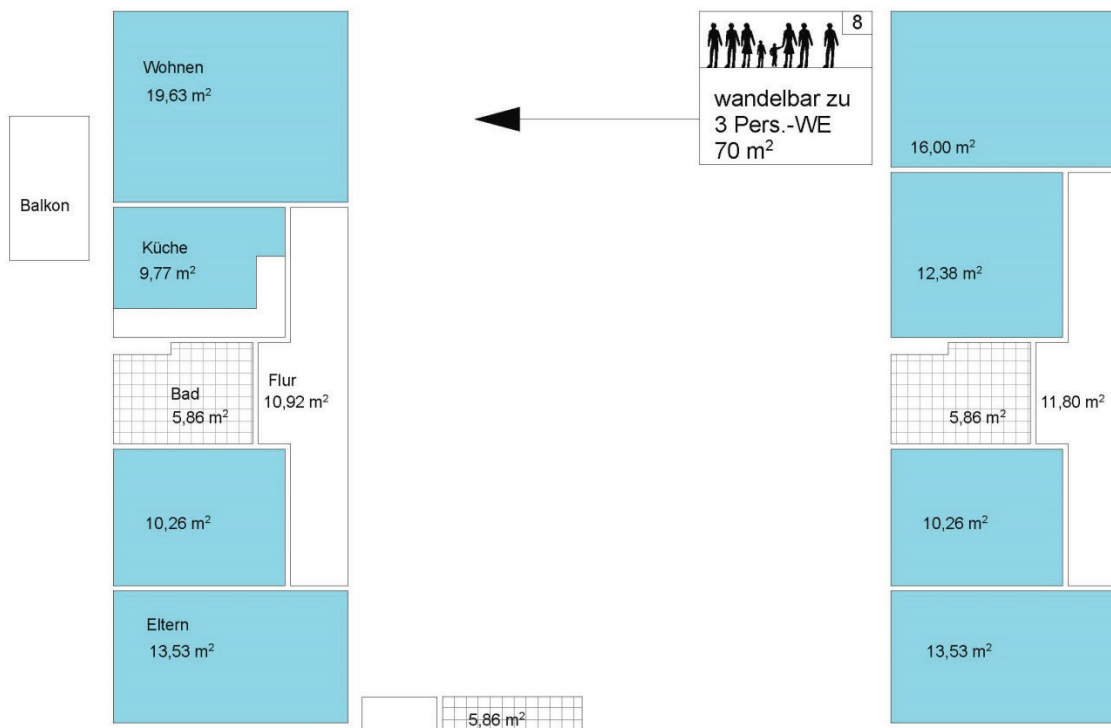 Wohnen
19,63 m²
Balkon
Küche
9,77 m²
Bad
5,86 m²
Flur
10,92 m²
10,26 m²
Eltern
13,53 m²
8
wandelbar zu
3 Pers.-WE
70 m²
5,86 m²
16,00 m²
12,38 m²
5,86 m²
11,80 m²
10,26 m²
13,53 m²